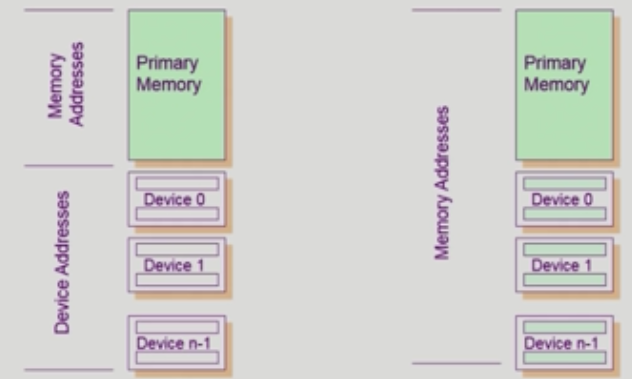 Memory
Addresses
Primary
Memory
Device Addresses
Device 0
Device 1
Device n-1
Memory Addresses
Primary
Memory
Device 0
Device 1
Device n-1